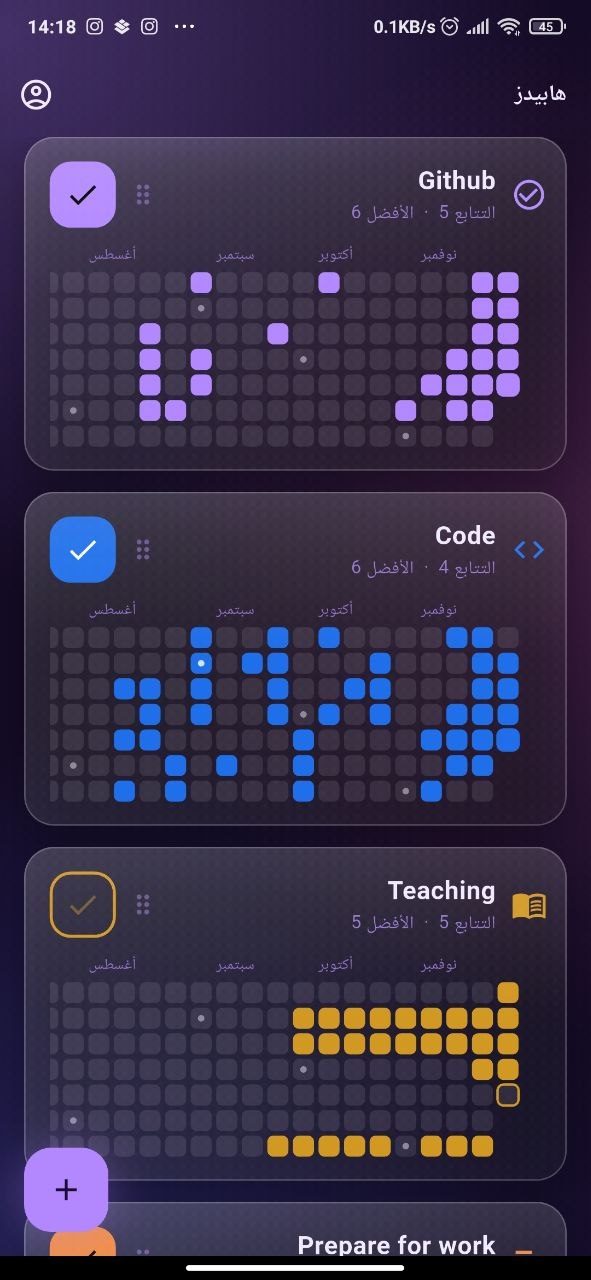 14:18 0.1KB/s 45
هابيدز
Github
التتابع 5 · الأفضل 6
أغسطس سبتمبر أكتوبر نوفمبر
Code
التتابع 4 · الأفضل 6
أغسطس سبتمبر أكتوبر نوفمبر
Teaching
التتابع 5 · الأفضل 5
أغسطس سبتمبر أكتوبر نوفمبر
Prepare for work